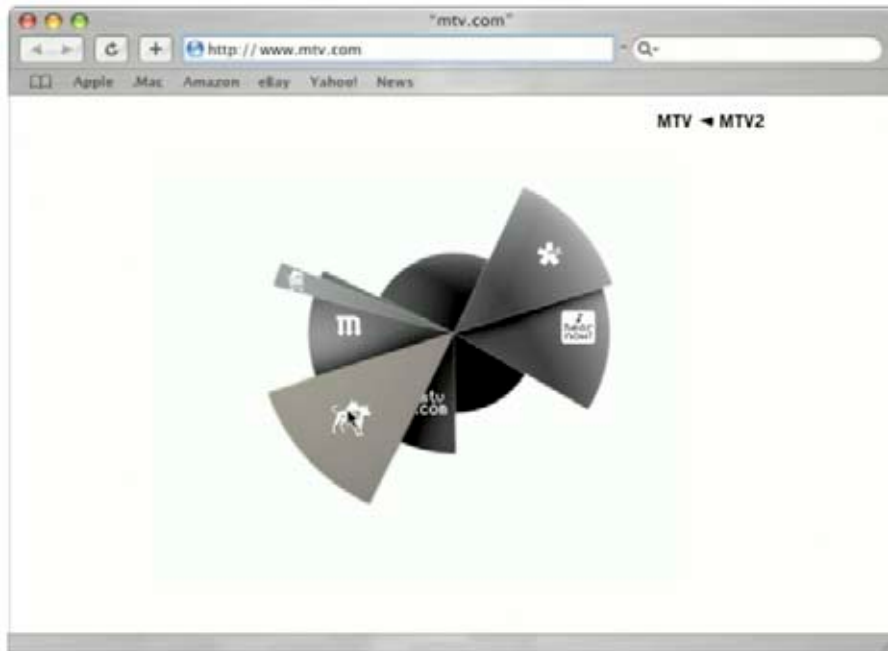 "mtv.com"
http://www.mtv.com
Apple .Mac Amazon eBay Yahoo! News
MTV ◄ MTV2
m
hear
now!
mtv
.com